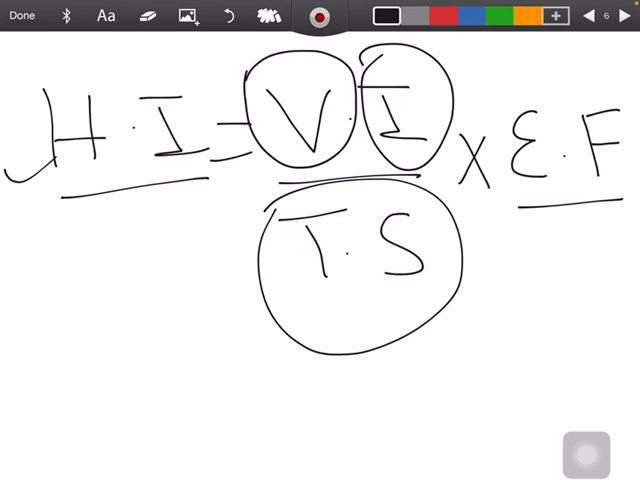 Done Aa 6
H.I = V.I × E.F
T.S